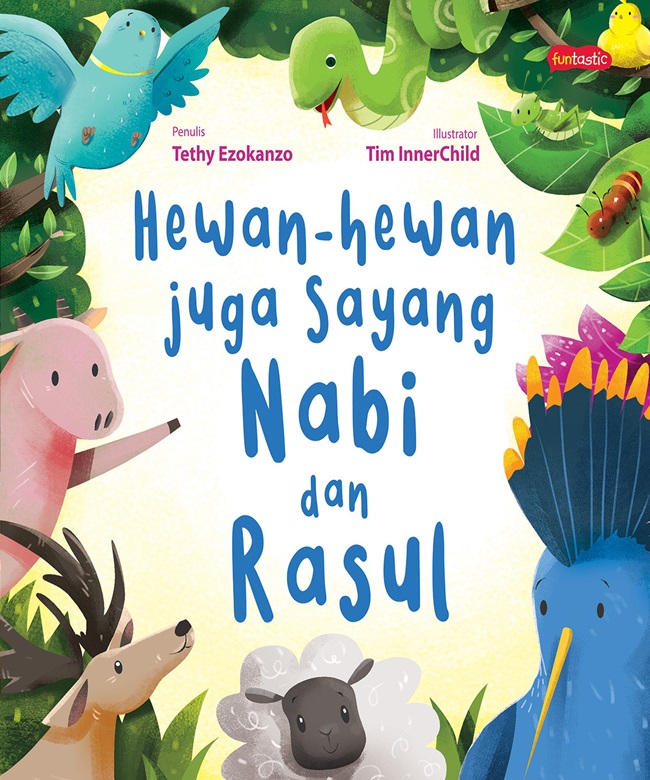 funtastic
Penulis
Tethy Ezokanzo
Illustrator
Tim InnerChild
Hewan-hewan
juga Sayang
Nabi
dan
Rasul